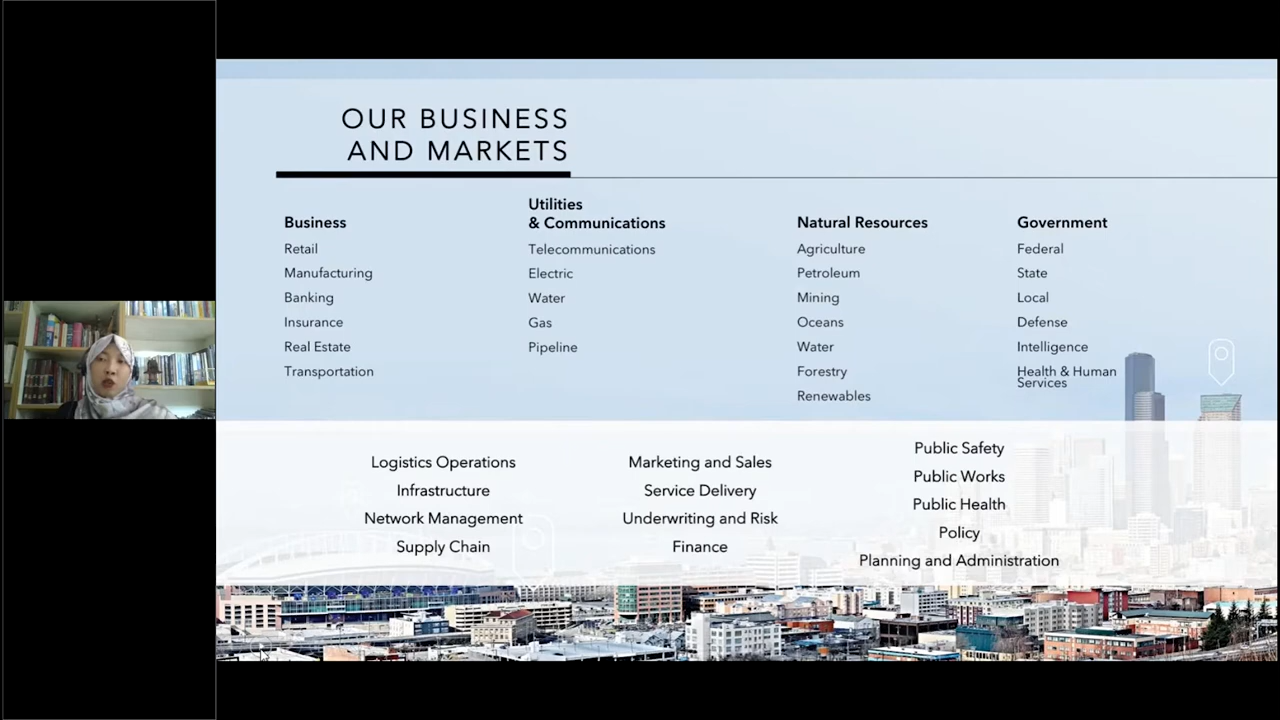 OUR BUSINESS
AND MARKETS
Business
Retail
Manufacturing
Banking
Insurance
Real Estate
Transportation
Utilities
& Communications
Telecommunications
Electric
Water
Gas
Pipeline
Natural Resources
Agriculture
Petroleum
Mining
Oceans
Water
Forestry
Renewables
Government
Federal
State
Local
Defense
Intelligence
Health & Human
Services
Logistics Operations
Infrastructure
Network Management
Supply Chain
Marketing and Sales
Service Delivery
Underwriting and Risk
Finance
Public Safety
Public Works
Public Health
Policy
Planning and Administration